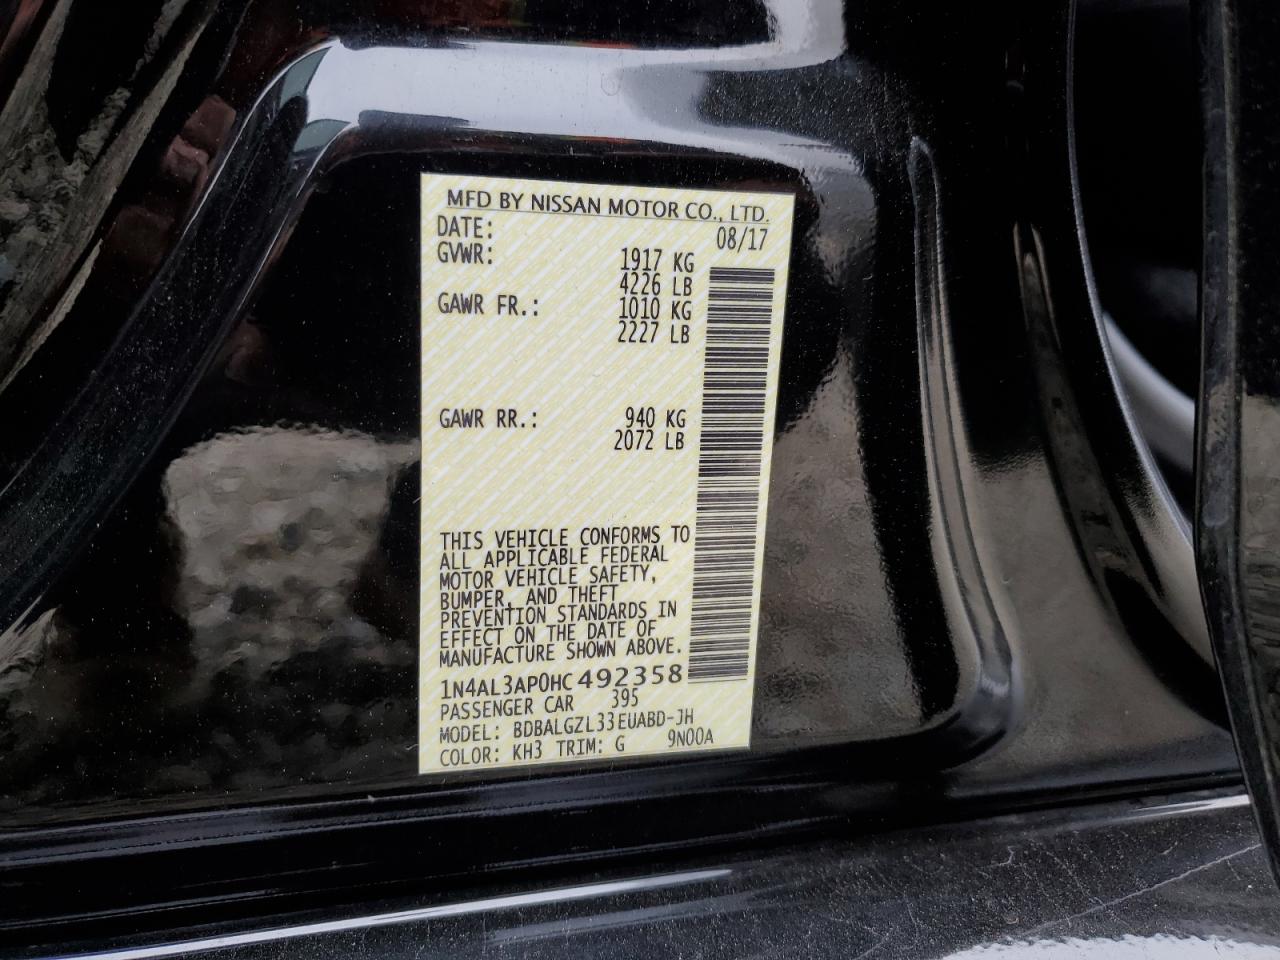 MFD BY NISSAN MOTOR CO., LTD.
DATE: 08/17
GVWR: 1917 KG
4226 LB
GAWR FR.: 1010 KG
2227 LB
GAWR RR.: 940 KG
2072 LB
THIS VEHICLE CONFORMS TO
ALL APPLICABLE FEDERAL
MOTOR VEHICLE SAFETY,
BUMPER, AND THEFT
PREVENTION STANDARDS IN
EFFECT ON THE DATE OF
MANUFACTURE SHOWN ABOVE.
1N4AL3AP0HC492358
PASSENGER CAR 395
MODEL: BDBALGZL33EUABD-JH
COLOR: KH3 TRIM: G 9N00A